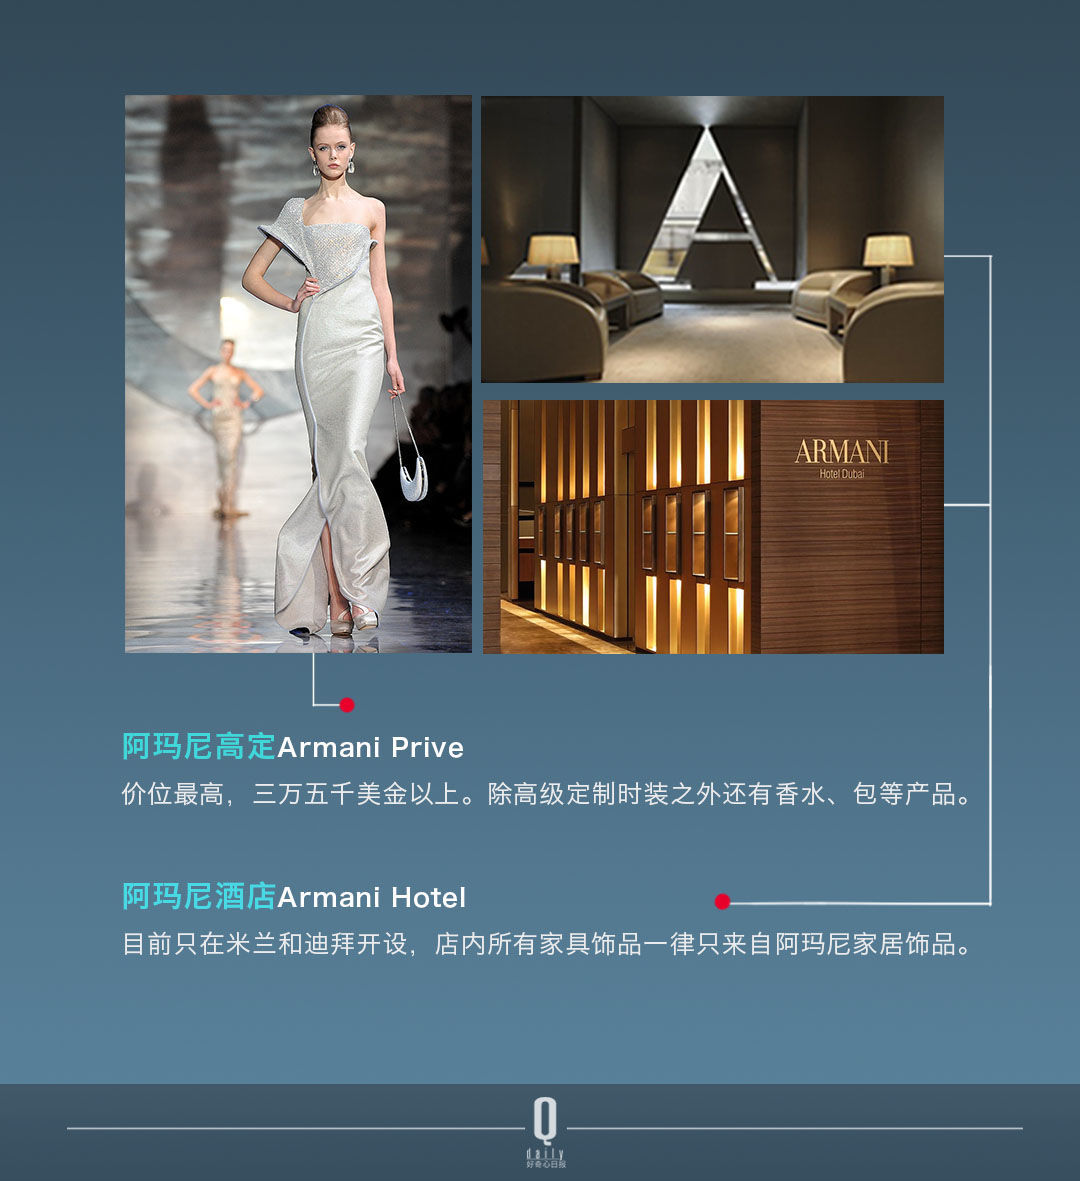 ARMANI
Hotel Dubai
阿玛尼高定Armani Prive
价位最高，三万五千美金以上。除高级定制时装之外还有香水、包等产品。
阿玛尼酒店Armani Hotel
目前只在米兰和迪拜开设，店内所有家具饰品一律只来自阿玛尼家居饰品。
Q
daily
好奇心日报